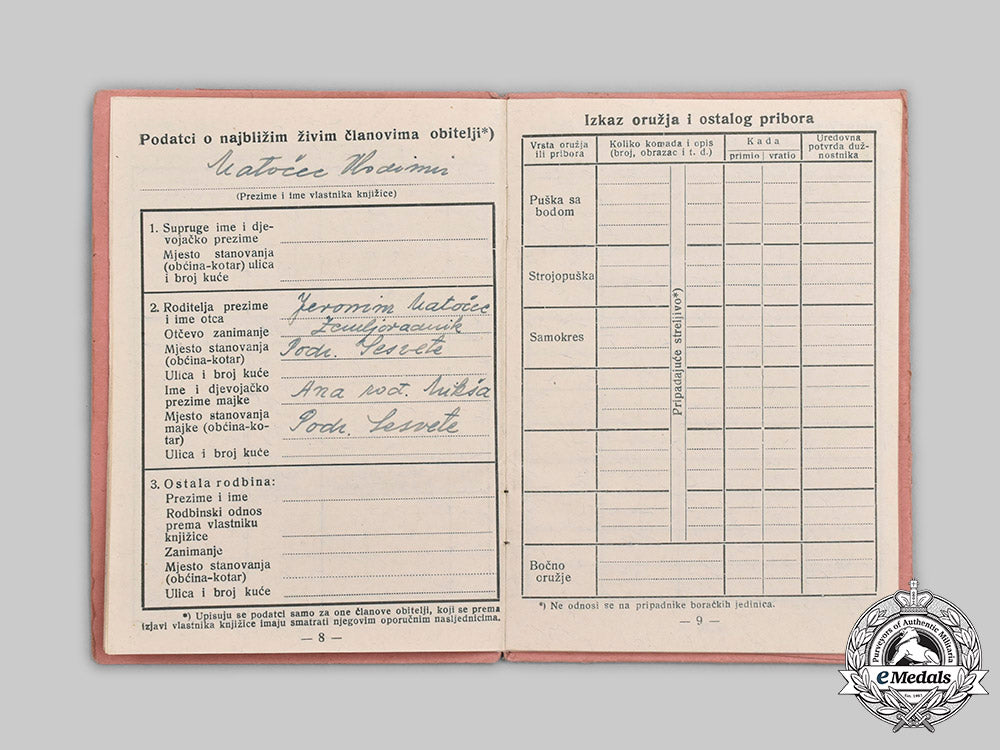 Podatci o najbližim živim članovima obitelji*)
Matočec Vladimir
(Prezime i ime vlastnika knjižice)
1. Supruge ime i dje-
vojačko prezime
Mjesto stanovanja
(obćina-kotar) ulica
i broj kuće
2. Roditelja prezime
i ime otca Jeronim Matočec
Otčevo zanimanje Zemljoradnik
Mjesto stanovanja
(obćina-kotar) Podr. Sesvete
Ulica i broj kuće
Ime i djevojačko
prezime majke Ana rođ. Mikša
Mjesto stanovanja
majke (obćina-ko-
tar) Podr. Sesvete
Ulica i broj kuće
3. Ostala rodbina:
Prezime i ime
Rodbinski odnos
prema vlastniku
knjižice
Zanimanje
Mjesto stanovanja
(obćina-kotar)
Ulica i broj kuće
*) Upisuju se podatci samo za one članove obitelji, koji se prema
izjavi vlastnika knjižice imaju smatrati njegovim oporučnim nasljednicima.
— 8 —
Izkaz oružja i ostalog pribora
Vrsta oružja
ili pribora
Koliko komada i opis
(broj, obrazac i t. d.)
Kada
primio vratio
Uredovna
potvrda duž-
nostnika
Puška sa
bodom
Strojopuška
Samokres
Pripadajuće streljivo*)
Bočno
oružje
*) Ne odnosi se na pripadnike boračkih jedinica.
— 9 —
Purveyors of Authentic Militaria
eMedals